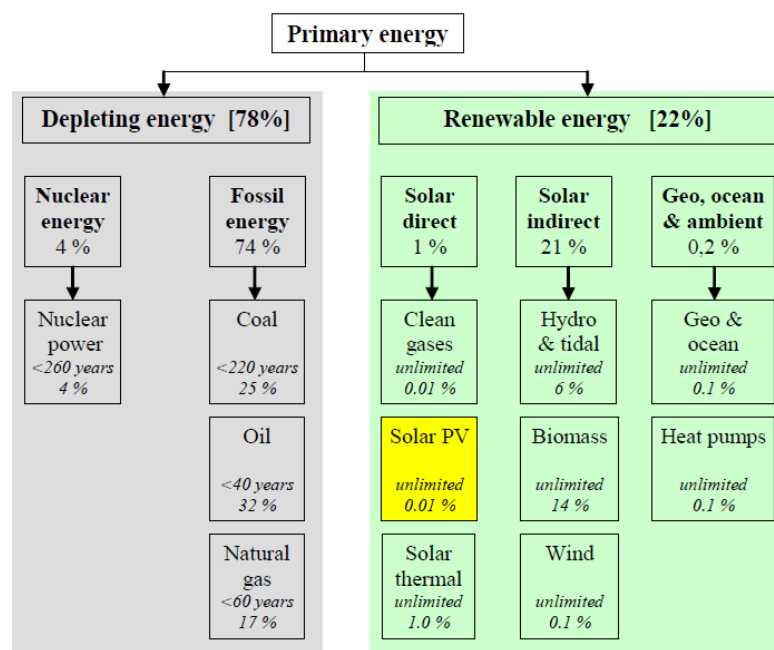 Primary energy
Depleting energy [78%]
Renewable energy [22%]
Nuclear
energy
4 %
Fossil
energy
74 %
Solar
direct
1 %
Solar
indirect
21 %
Geo, ocean
& ambient
0,2 %
Nuclear
power
<260 years
4 %
Coal
<220 years
25 %
Clean
gases
unlimited
0.01 %
Hydro
& tidal
unlimited
6 %
Geo &
ocean
unlimited
0.1 %
Oil
<40 years
32 %
Solar PV
unlimited
0.01 %
Biomass
unlimited
14 %
Heat pumps
unlimited
0.1 %
Natural
gas
<60 years
17 %
Solar
thermal
unlimited
1.0 %
Wind
unlimited
0.1 %